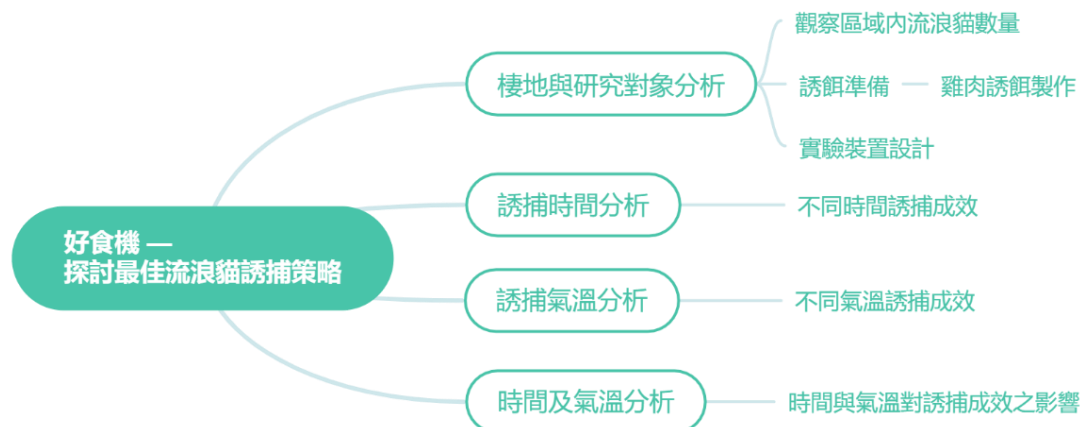 好食機 —
探討最佳流浪貓誘捕策略
棲地與研究對象分析
觀察區域內流浪貓數量
誘餌準備
雞肉誘餌製作
實驗裝置設計
誘捕時間分析
不同時間誘捕成效
誘捕氣溫分析
不同氣溫誘捕成效
時間及氣溫分析
時間與氣溫對誘捕成效之影響